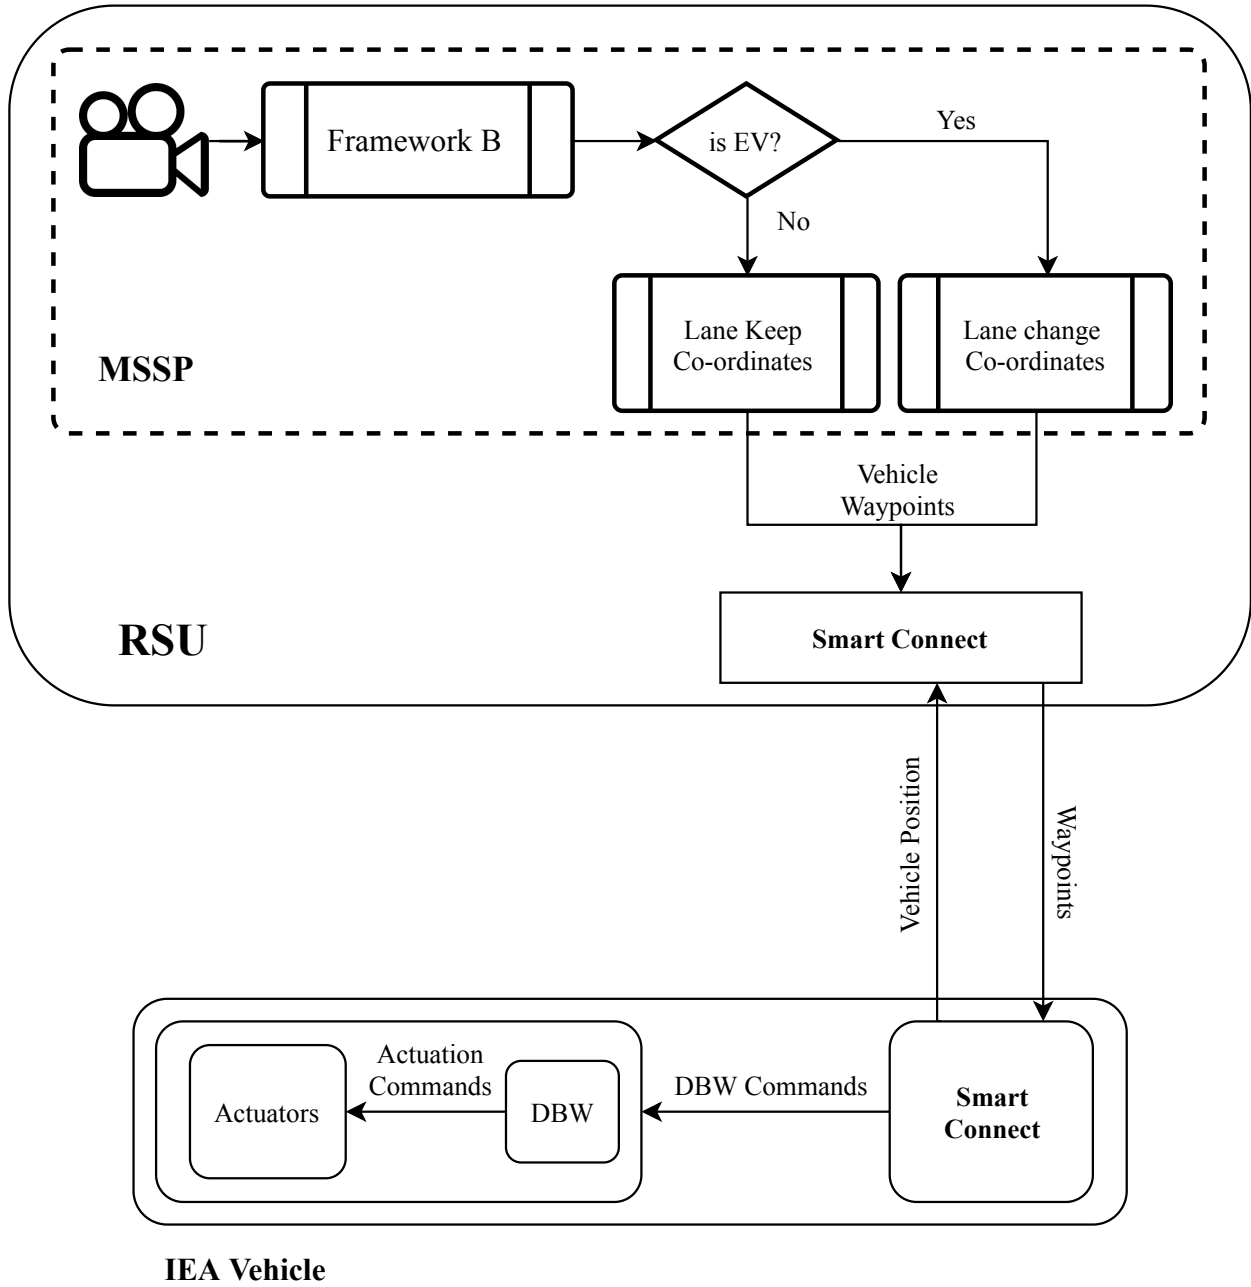 Framework B
is EV?
Yes
No
Lane Keep
Co-ordinates
Lane change
Co-ordinates
MSSP
Vehicle
Waypoints
Smart Connect
RSU
Vehicle Position
Waypoints
Actuators
Actuation
Commands
DBW
DBW Commands
Smart
Connect
IEA Vehicle